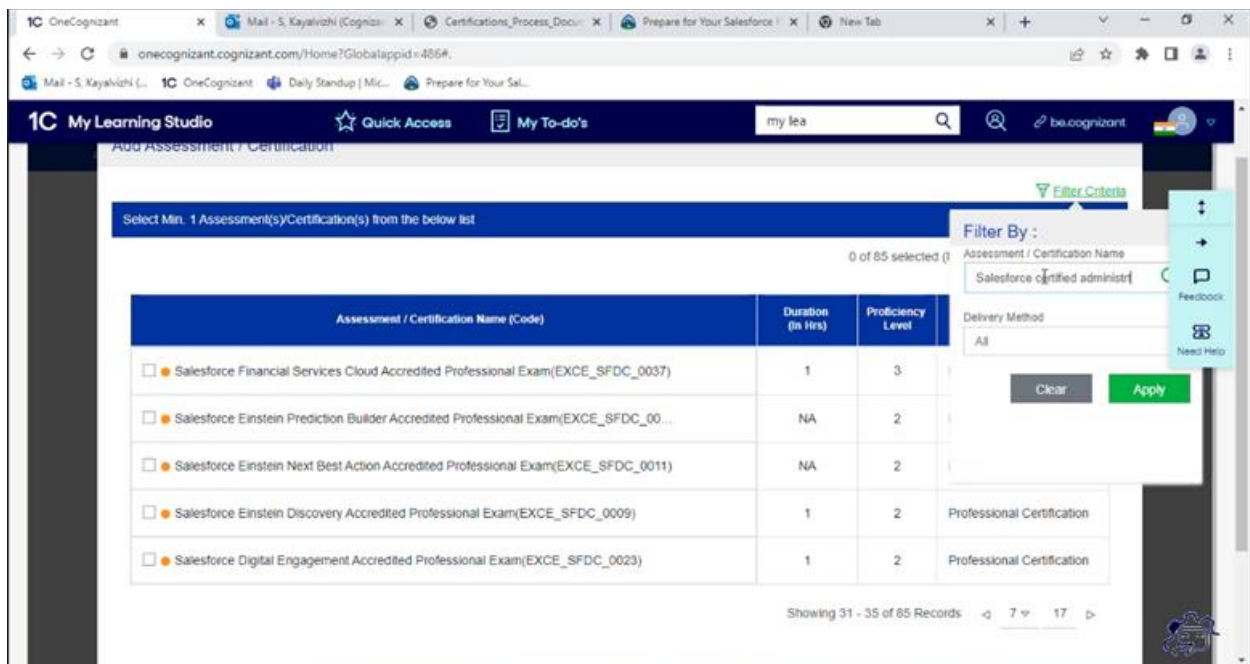 1C OneCognizant
Mail - S, Kayalvizhi (Cogniza
Certifications_Process_Docu
Prepare for Your Salesforce
New Tab
onecognizant.cognizant.com/Home?Globalappid=486#.
Mail - S, Kayalvizhi (...
1C OneCognizant
Daily Standup | Mic...
Prepare for Your Sal...
1C My Learning Studio
Quick Access
My To-do's
my lea
be.cognizant
Add Assessment / Certification
Filter Criteria
Select Min. 1 Assessment(s)/Certification(s) from the below list
Filter By :
0 of 85 selected
Assessment / Certification Name
Salesforce certified administr
Feedback
Delivery Method
All
Need Help
Clear
Apply
Assessment / Certification Name (Code)
Duration
(In Hrs)
Proficiency
Level
Salesforce Financial Services Cloud Accredited Professional Exam(EXCE_SFDC_0037) 1 3
Salesforce Einstein Prediction Builder Accredited Professional Exam(EXCE_SFDC_00... NA 2
Salesforce Einstein Next Best Action Accredited Professional Exam(EXCE_SFDC_0011) NA 2
Salesforce Einstein Discovery Accredited Professional Exam(EXCE_SFDC_0009) 1 2 Professional Certification
Salesforce Digital Engagement Accredited Professional Exam(EXCE_SFDC_0023) 1 2 Professional Certification
Showing 31 - 35 of 85 Records 7 17